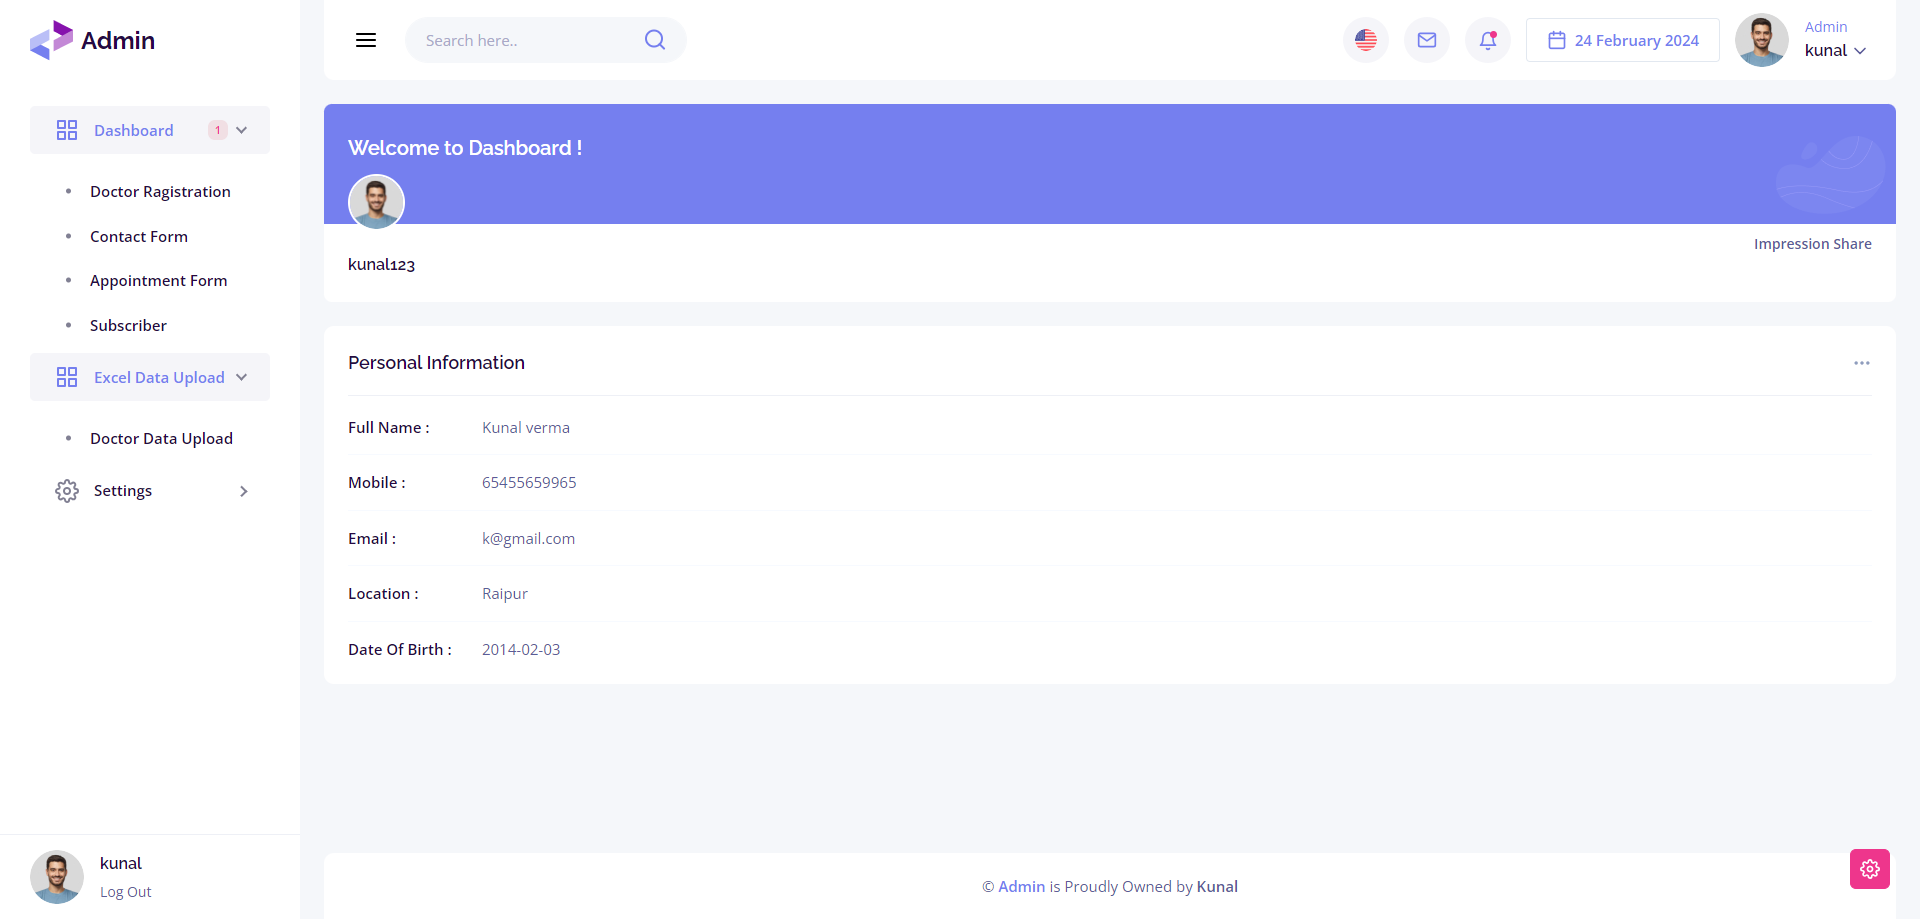 Admin
Search here..
24 February 2024
Admin
kunal
Dashboard 1
Doctor Ragistration
Contact Form
Appointment Form
Subscriber
Excel Data Upload
Doctor Data Upload
Settings
kunal
Log Out
Welcome to Dashboard !
Impression Share
kunal123
Personal Information
Full Name : Kunal verma
Mobile : 65455659965
Email : k@gmail.com
Location : Raipur
Date Of Birth : 2014-02-03
© Admin is Proudly Owned by Kunal